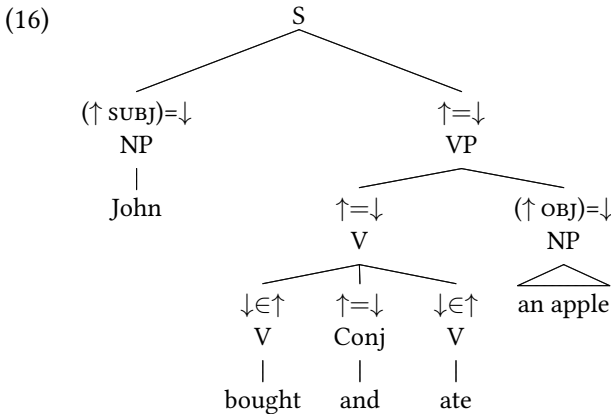 (16) S
(↑ SUBJ)=↓ ↑=↓
NP VP
John
↑=↓ (↑ OBJ)=↓
V NP
↓∈↑ ↑=↓ ↓∈↑ an apple
V Conj V
bought and ate